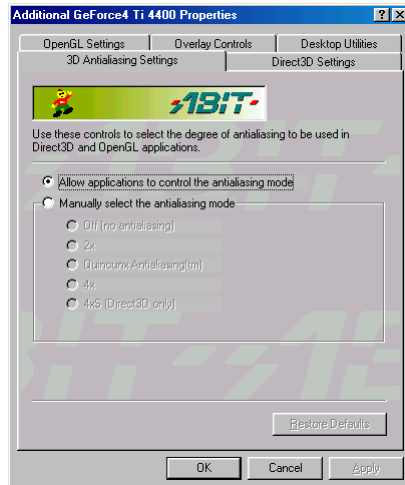 Additional GeForce4 Ti 4400 Properties
OpenGL Settings
Overlay Controls
Desktop Utilities
3D Antialiasing Settings
Direct3D Settings
ABIT
Use these controls to select the degree of antialiasing to be used in
Direct3D and OpenGL applications.
Allow applications to control the antialiasing mode
Manually select the antialiasing mode
Off (no antialiasing)
2x
Quincunx Antialiasing(tm)
4x
4xS (Direct3D only)
Restore Defaults
OK
Cancel
Apply